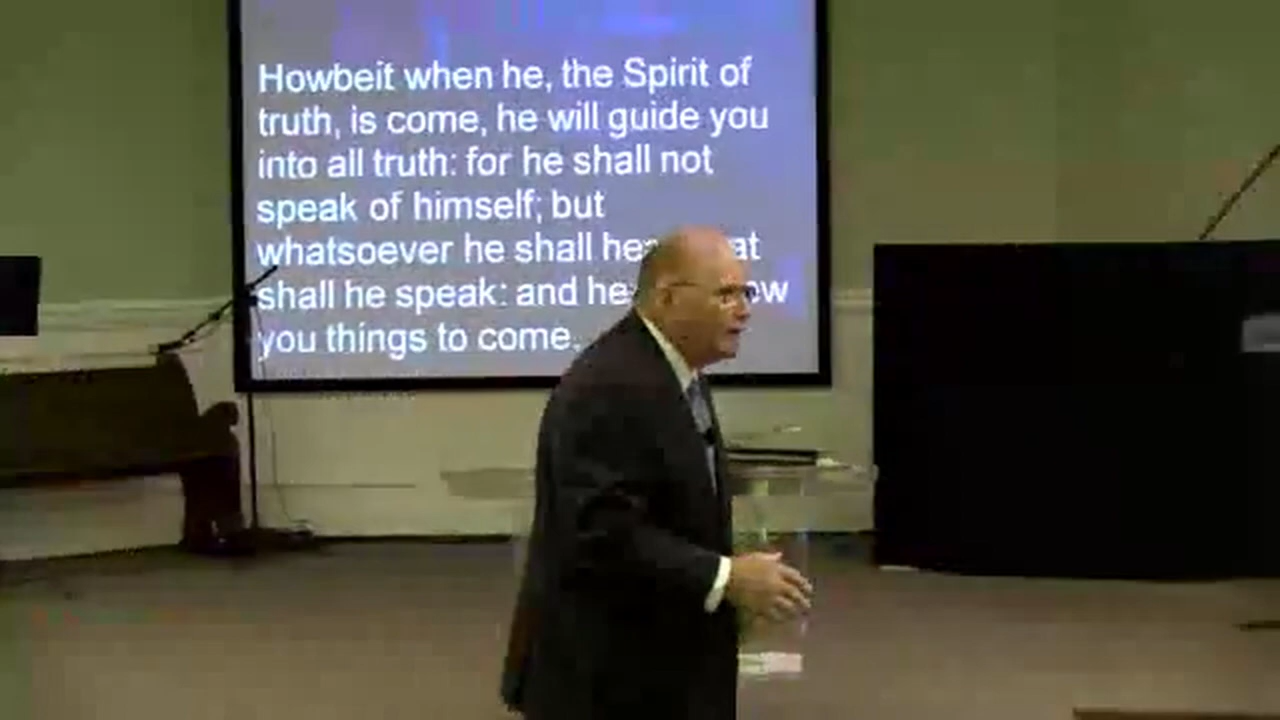 Howbeit when he, the Spirit of
truth, is come, he will guide you
into all truth: for he shall not
speak of himself; but
whatsoever he shall
shall he speak: and
you things to come.